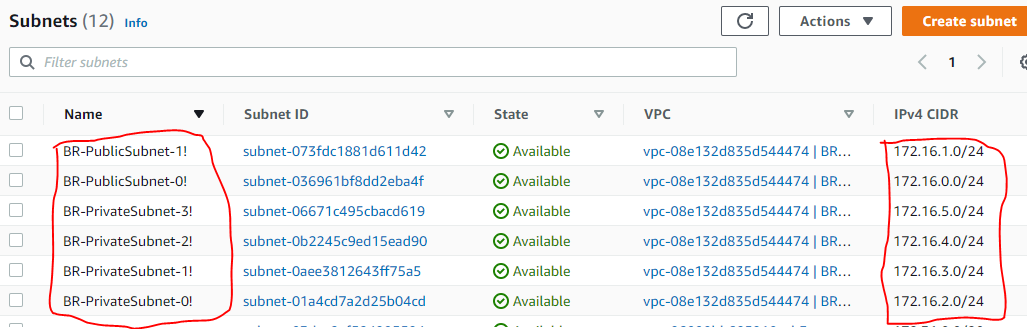 Subnets (12) Info Actions Create subnet
Filter subnets 1
Name Subnet ID State VPC IPv4 CIDR
BR-PublicSubnet-1! subnet-073fdc1881d611d42 Available vpc-08e132d835d544474 | BR... 172.16.1.0/24
BR-PublicSubnet-0! subnet-036961bf8dd2eba4f Available vpc-08e132d835d544474 | BR... 172.16.0.0/24
BR-PrivateSubnet-3! subnet-06671c495cbacd619 Available vpc-08e132d835d544474 | BR... 172.16.5.0/24
BR-PrivateSubnet-2! subnet-0b2245c9ed15ead90 Available vpc-08e132d835d544474 | BR... 172.16.4.0/24
BR-PrivateSubnet-1! subnet-0aee3812643ff75a5 Available vpc-08e132d835d544474 | BR... 172.16.3.0/24
BR-PrivateSubnet-0! subnet-01a4cd7a2d25b04cd Available vpc-08e132d835d544474 | BR... 172.16.2.0/24